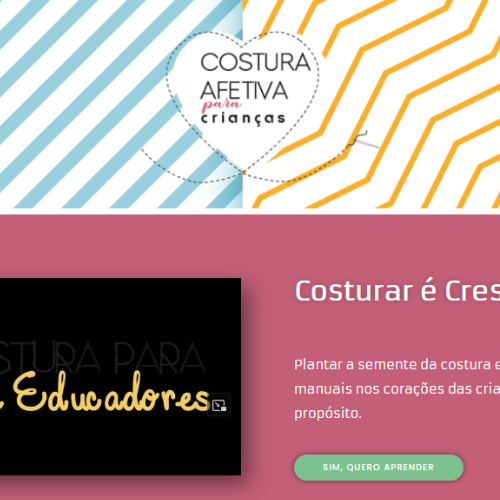 COSTURA
AFETIVA
para
crianças
Costurar é Cres
STURA PARA
Educadores
Plantar a semente da costura e
manuais nos corações das cria
propósito.
SIM, QUERO APRENDER